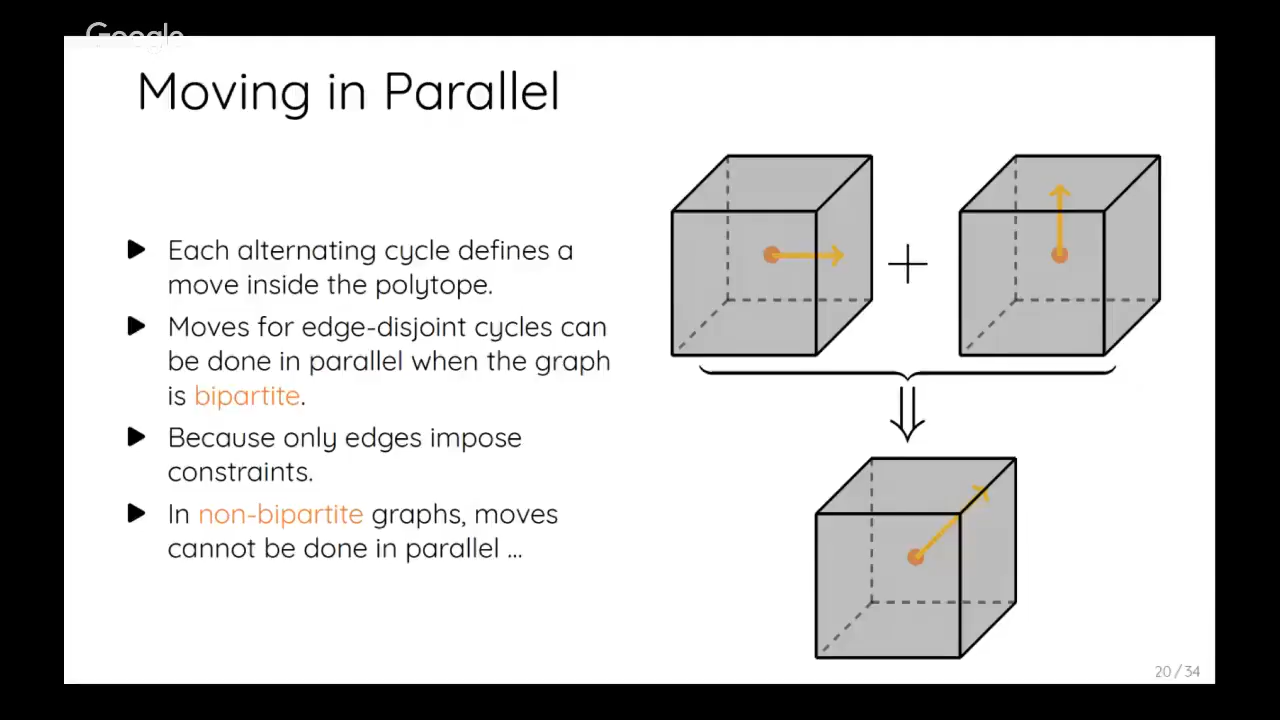 Google
Moving in Parallel
Each alternating cycle defines a
move inside the polytope.
Moves for edge-disjoint cycles can
be done in parallel when the graph
is bipartite.
Because only edges impose
constraints.
In non-bipartite graphs, moves
cannot be done in parallel ...
20 / 34